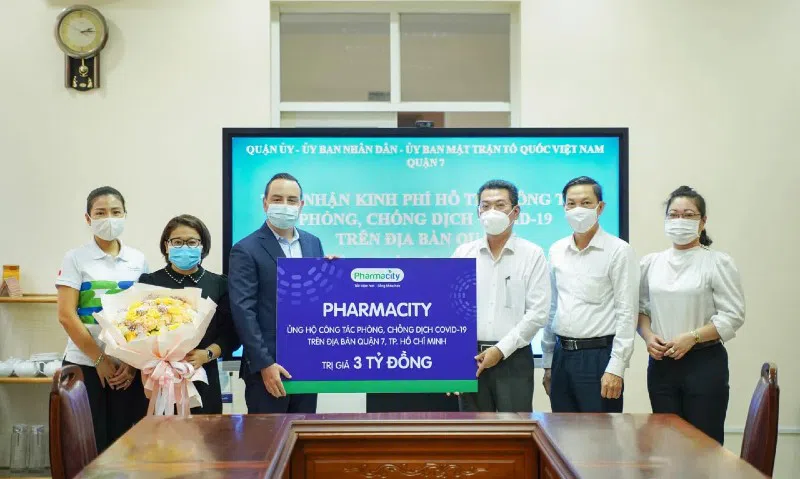 QUẬN ỦY - ỦY BAN NHÂN DÂN - ỦY BAN MẶT TRẬN TỔ QUỐC VIỆT NAM
QUẬN 7
NHẬN KINH PHÍ HỖ
PHÒNG, CHỐNG DỊCH
TRÊN ĐỊA BÀN
Pharmacity
PHARMACITY
ỦNG HỘ CÔNG TÁC PHÒNG, CHỐNG DỊCH COVID-19
TRÊN ĐỊA BÀN QUẬN 7, TP. HỒ CHÍ MINH
TRỊ GIÁ 3 TỶ ĐỒNG